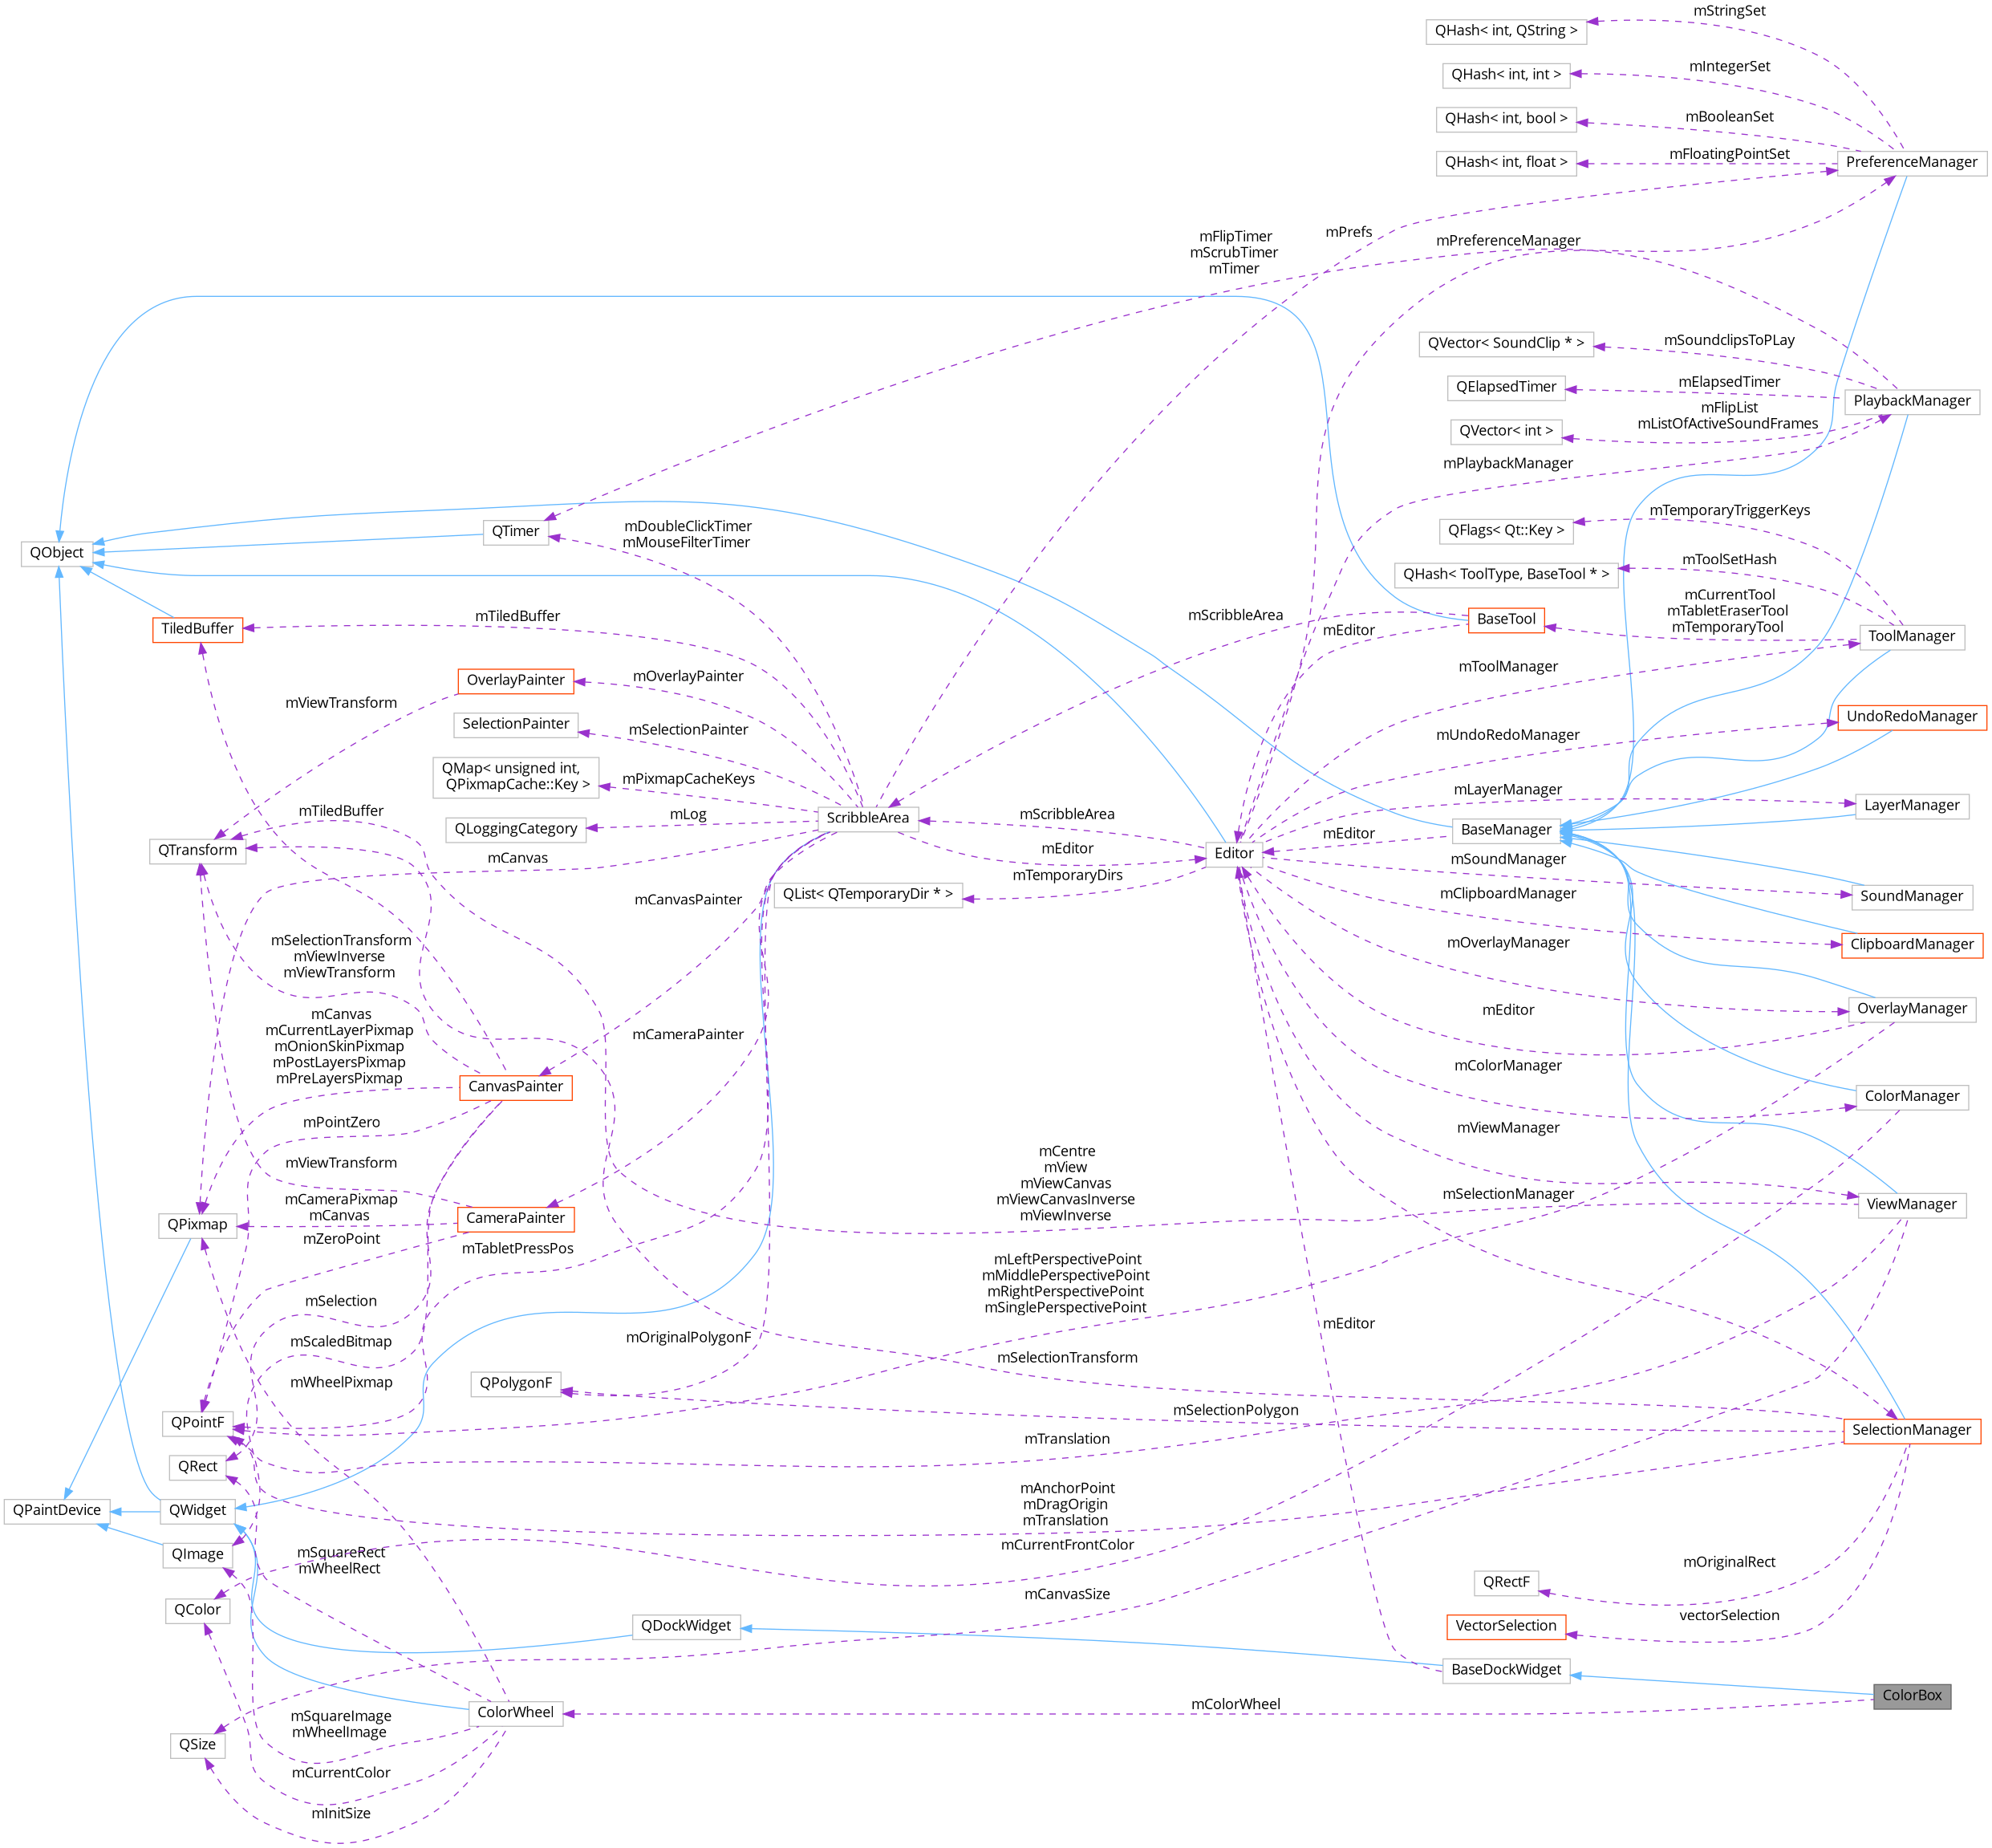 mStringSet
QHash< int, QString >
mIntegerSet
QHash< int, int >
mBooleanSet
QHash< int, bool >
mFloatingPointSet
QHash< int, float >
PreferenceManager
mFlipTimer
mScrubTimer
mTimer
mPrefs
mPreferenceManager
mSoundclipsToPLay
QVector< SoundClip * >
mElapsedTimer
QElapsedTimer
PlaybackManager
mFlipList
mListOfActiveSoundFrames
QVector< int >
mPlaybackManager
mTemporaryTriggerKeys
QFlags< Qt::Key >
QTimer
mDoubleClickTimer
mMouseFilterTimer
QObject
mToolSetHash
QHash< ToolType, BaseTool * >
mCurrentTool
mTabletEraserTool
mTemporaryTool
TiledBuffer
mTiledBuffer
mScribbleArea
mEditor
BaseTool
ToolManager
mToolManager
OverlayPainter
mOverlayPainter
mViewTransform
SelectionPainter
mSelectionPainter
mUndoRedoManager
UndoRedoManager
QMap< unsigned int,
QPixmapCache::Key >
mPixmapCacheKeys
mLayerManager
LayerManager
mTiledBuffer
QLoggingCategory
mLog
ScribbleArea
mScribbleArea
mEditor
Editor
mEditor
BaseManager
QTransform
mCanvas
mTemporaryDirs
QList< QTemporaryDir * >
mSoundManager
SoundManager
mCanvasPainter
mClipboardManager
ClipboardManager
mSelectionTransform
mViewInverse
mViewTransform
mOverlayManager
OverlayManager
mEditor
mCanvas
mCurrentLayerPixmap
mOnionSkinPixmap
mPostLayersPixmap
mPreLayersPixmap
mCameraPainter
CanvasPainter
mColorManager
ColorManager
mPointZero
mViewManager
ViewManager
mViewTransform
mCentre
mView
mViewCanvas
mViewCanvasInverse
mViewInverse
mSelectionManager
mCameraPixmap
mCanvas
CameraPainter
QPixmap
mZeroPoint
mTabletPressPos
mLeftPerspectivePoint
mMiddlePerspectivePoint
mRightPerspectivePoint
mSinglePerspectivePoint
mSelection
mScaledBitmap
mOriginalPolygonF
mEditor
mWheelPixmap
QPolygonF
mSelectionTransform
mSelectionPolygon
SelectionManager
QPointF
mTranslation
QRect
mAnchorPoint
mDragOrigin
mTranslation
QPaintDevice
QWidget
QImage
mSquareRect
mWheelRect
mCurrentFrontColor
mOriginalRect
QRectF
mCanvasSize
QColor
vectorSelection
VectorSelection
QDockWidget
BaseDockWidget
ColorBox
mColorWheel
ColorWheel
mSquareImage
mWheelImage
QSize
mCurrentColor
mInitSize